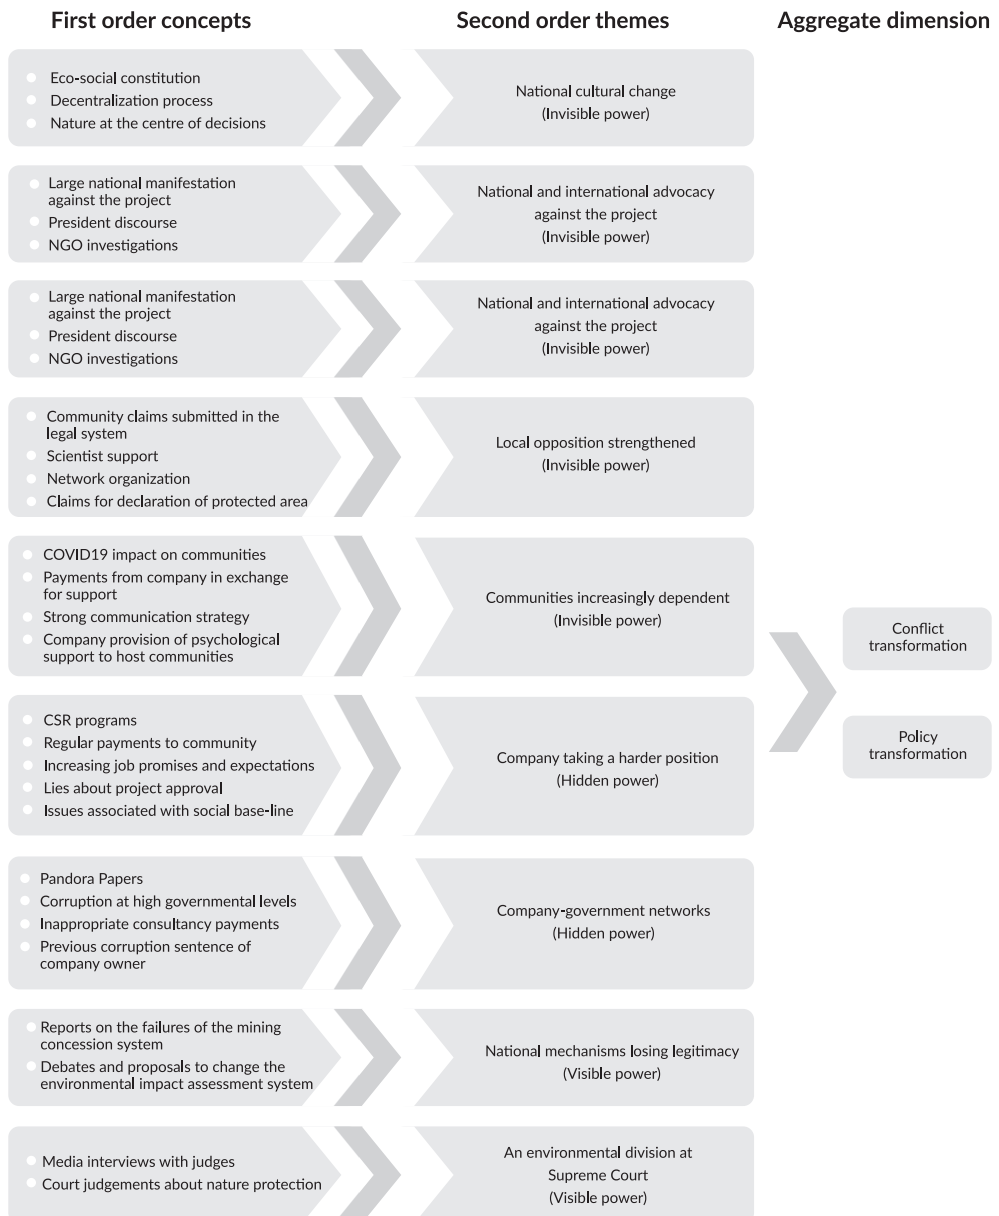 First order concepts
Second order themes
Aggregate dimension
Eco-social constitution
Decentralization process
Nature at the centre of decisions
National cultural change
(Invisible power)
Large national manifestation
against the project
President discourse
NGO investigations
National and international advocacy
against the project
(Invisible power)
Large national manifestation
against the project
President discourse
NGO investigations
National and international advocacy
against the project
(Invisible power)
Community claims submitted in the
legal system
Scientist support
Network organization
Claims for declaration of protected area
Local opposition strengthened
(Invisible power)
COVID19 impact on communities
Payments from company in exchange
for support
Strong communication strategy
Company provision of psychological
support to host communities
Communities increasingly dependent
(Invisible power)
CSR programs
Regular payments to community
Increasing job promises and expectations
Lies about project approval
Issues associated with social base-line
Company taking a harder position
(Hidden power)
Pandora Papers
Corruption at high governmental levels
Inappropriate consultancy payments
Previous corruption sentence of
company owner
Company-government networks
(Hidden power)
Reports on the failures of the mining
concession system
Debates and proposals to change the
environmental impact assessment system
National mechanisms losing legitimacy
(Visible power)
Media interviews with judges
Court judgements about nature protection
An environmental division at
Supreme Court
(Visible power)
Conflict
transformation
Policy
transformation